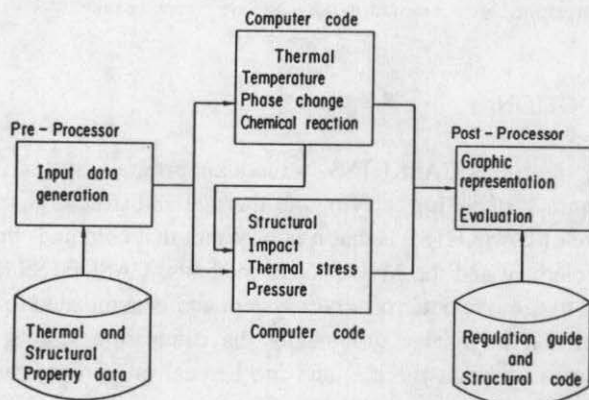 Computer code
Thermal
Temperature
Phase change
Chemical reaction
Pre - Processor
Input data
generation
Post - Processor
Graphic
representation
Evaluation
Structural
Impact
Thermal stress
Pressure
Computer code
Thermal and
Structural
Property data
Regulation guide
and
Structural code